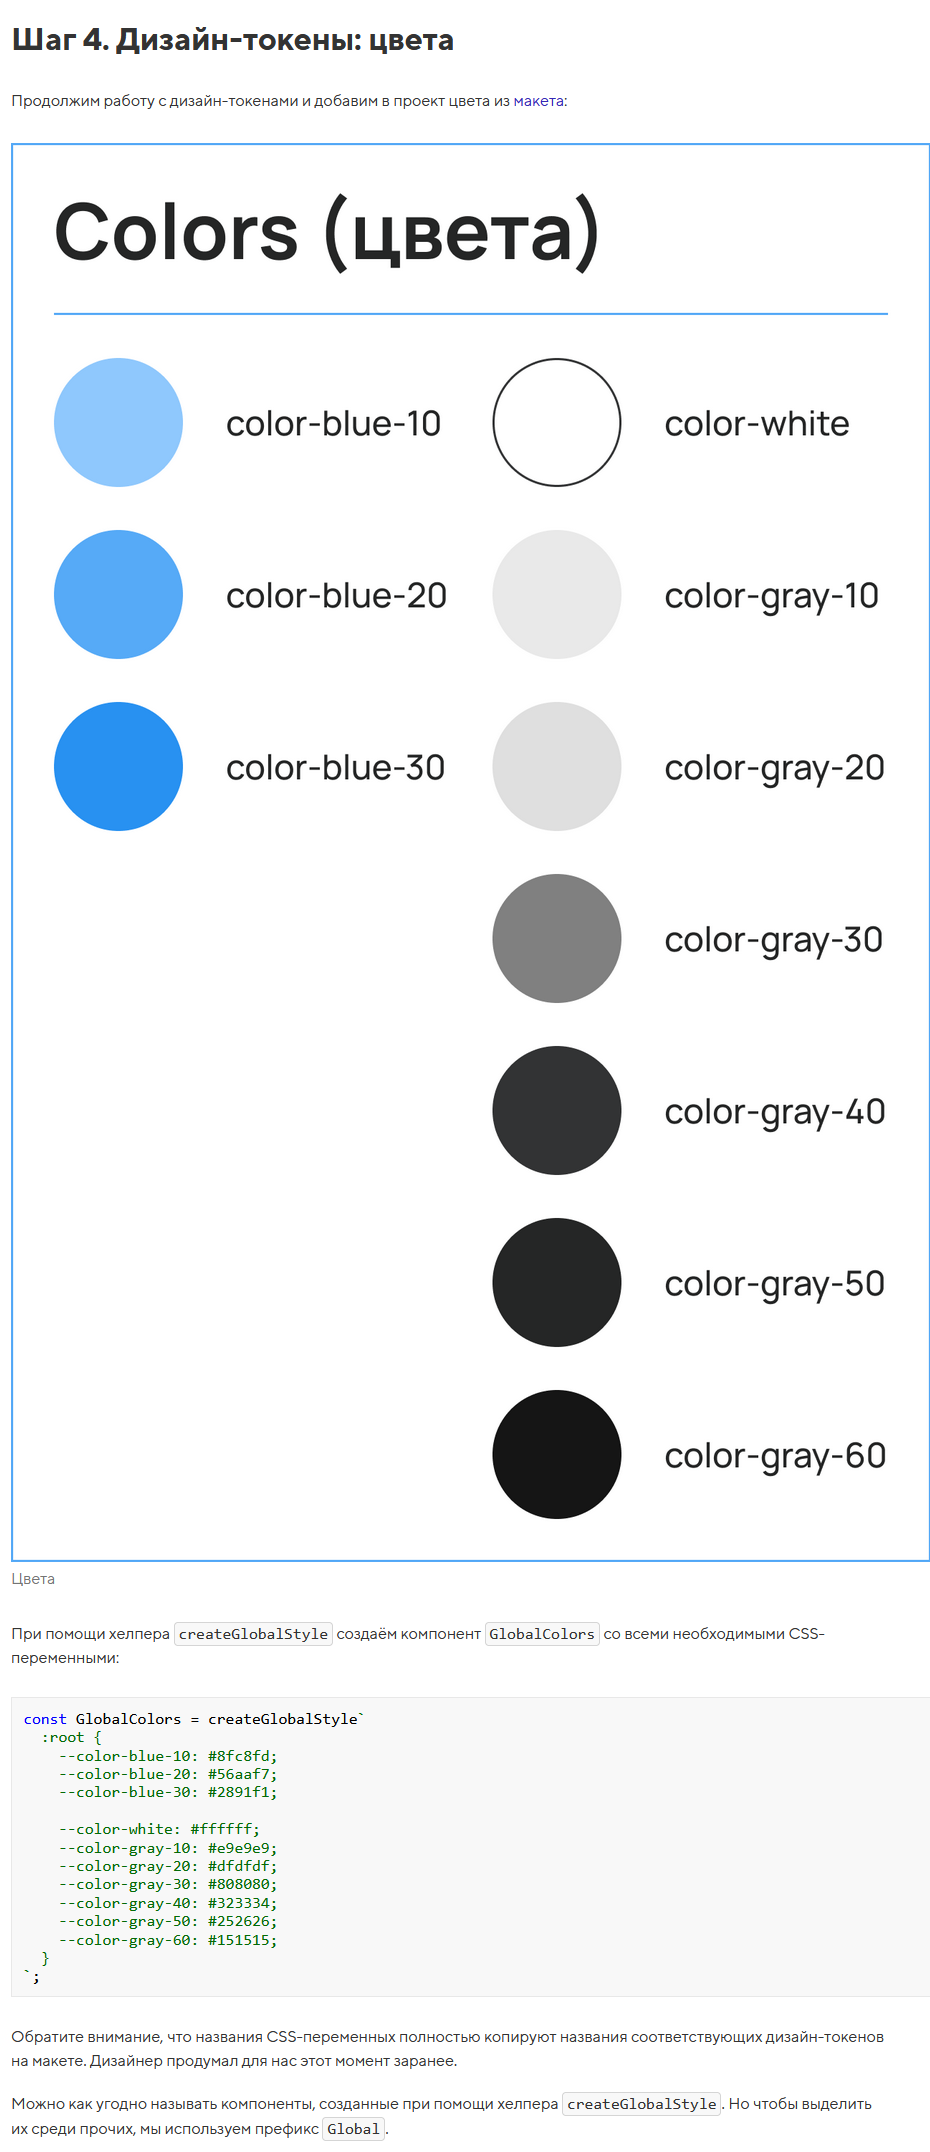 Шаг 4. Дизайн-токены: цвета
Продолжим работу с дизайн-токенами и добавим в проект цвета из макета:
Colors (цвета)
color-blue-10
color-white
color-blue-20
color-gray-10
color-blue-30
color-gray-20
color-gray-30
color-gray-40
color-gray-50
color-gray-60
Цвета
При помощи хелпера createGlobalStyle создаём компонент GlobalColors со всеми необходимыми CSS-
переменными:
const GlobalColors = createGlobalStyle`
  :root {
    --color-blue-10: #8fc8fd;
    --color-blue-20: #56aaf7;
    --color-blue-30: #2891f1;
    --color-white: #ffffff;
    --color-gray-10: #e9e9e9;
    --color-gray-20: #dfdfdf;
    --color-gray-30: #808080;
    --color-gray-40: #323334;
    --color-gray-50: #252626;
    --color-gray-60: #151515;
  }
`;
Обратите внимание, что названия CSS-переменных полностью копируют названия соответствующих дизайн-токенов
на макете. Дизайнер продумал для нас этот момент заранее.
Можно как угодно называть компоненты, созданные при помощи хелпера createGlobalStyle. Но чтобы выделить
их среди прочих, мы используем префикс Global.